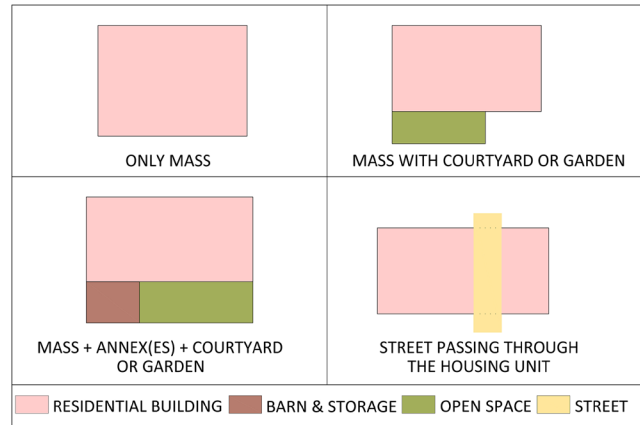 ONLY MASS
MASS WITH COURTYARD OR GARDEN
MASS + ANNEX(ES) + COURTYARD
OR GARDEN
STREET PASSING THROUGH
THE HOUSING UNIT
RESIDENTIAL BUILDING
BARN & STORAGE
OPEN SPACE
STREET